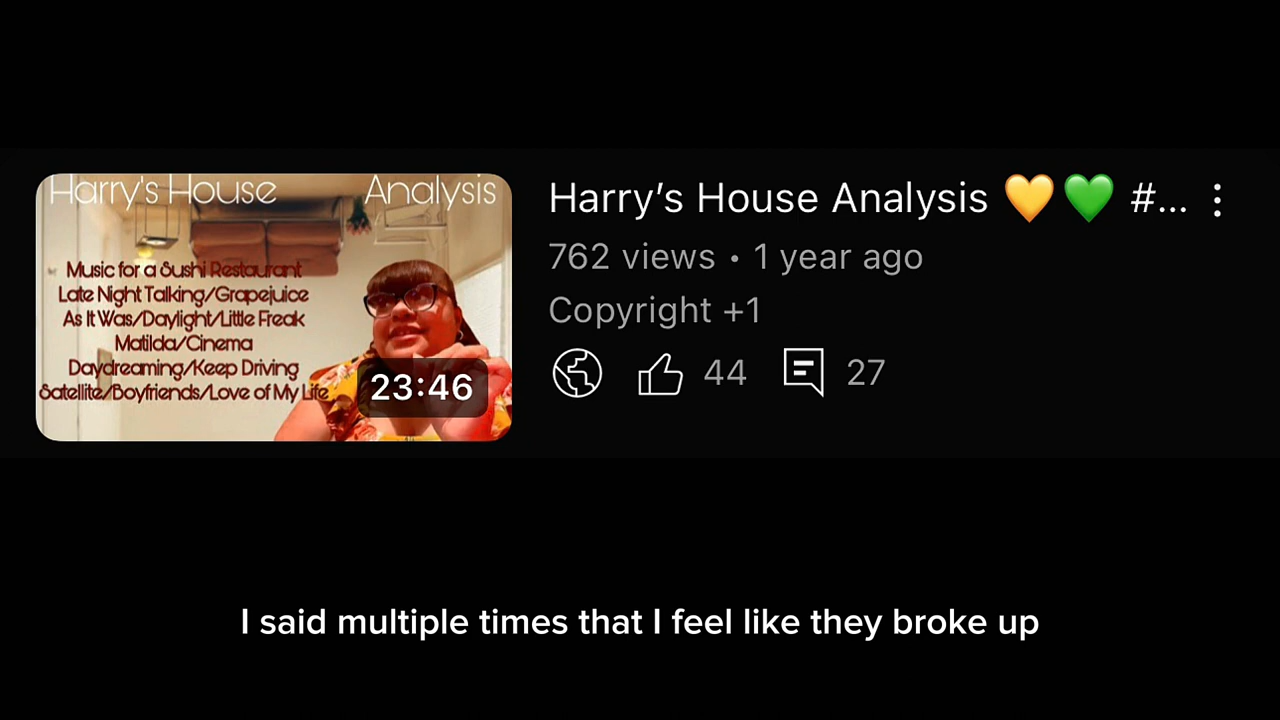 Harry's House Analysis
Music for a Sushi Restaurant
Late Night Talking/Grapejuice
As It Was/Daylight/Little Freak
Matilda/Cinema
Daydreaming/Keep Driving
Satellite/Boyfriends/Love of My Life
23:46
Harry's House Analysis 💛💚 #...
762 views • 1 year ago
Copyright +1
44 27
I said multiple times that I feel like they broke up